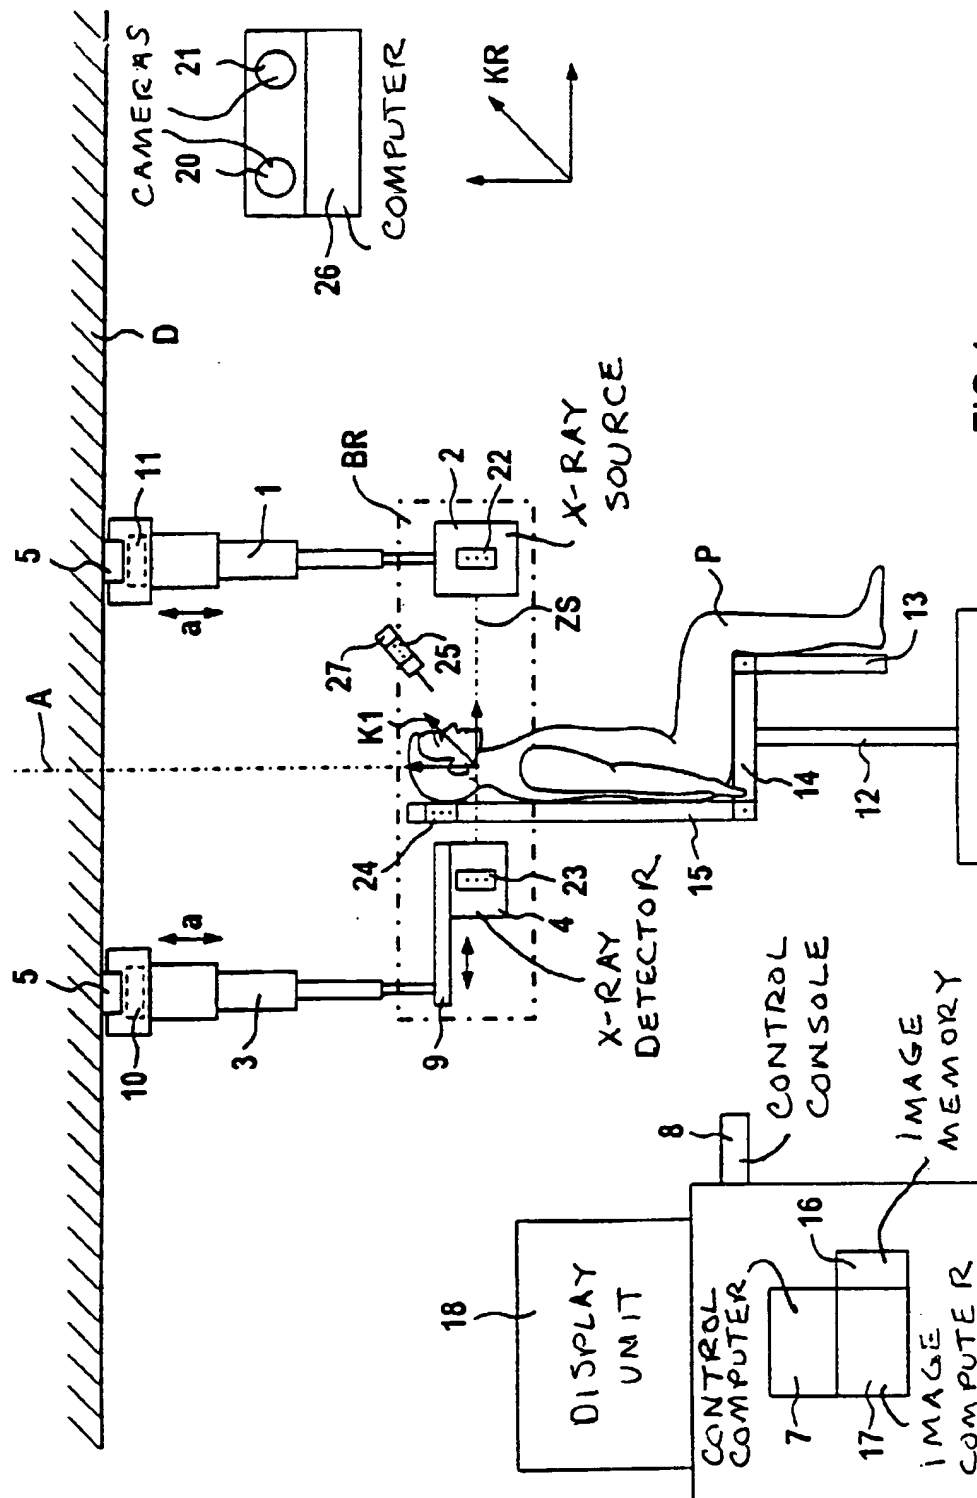 CAMERAS
20
21
26
COMPUTER
KR
D
A
5
11
1
a
BR
2
22
X-RAY
SOURCE
ZS
27
25
K1
P
13
14
12
15
24
23
4
X-RAY
DETECTOR
5
10
a
3
9
8
CONTROL
CONSOLE
18
DISPLAY
UNIT
CONTROL
COMPUTER
7
16
IMAGE
MEMORY
17
IMAGE
COMPUTER